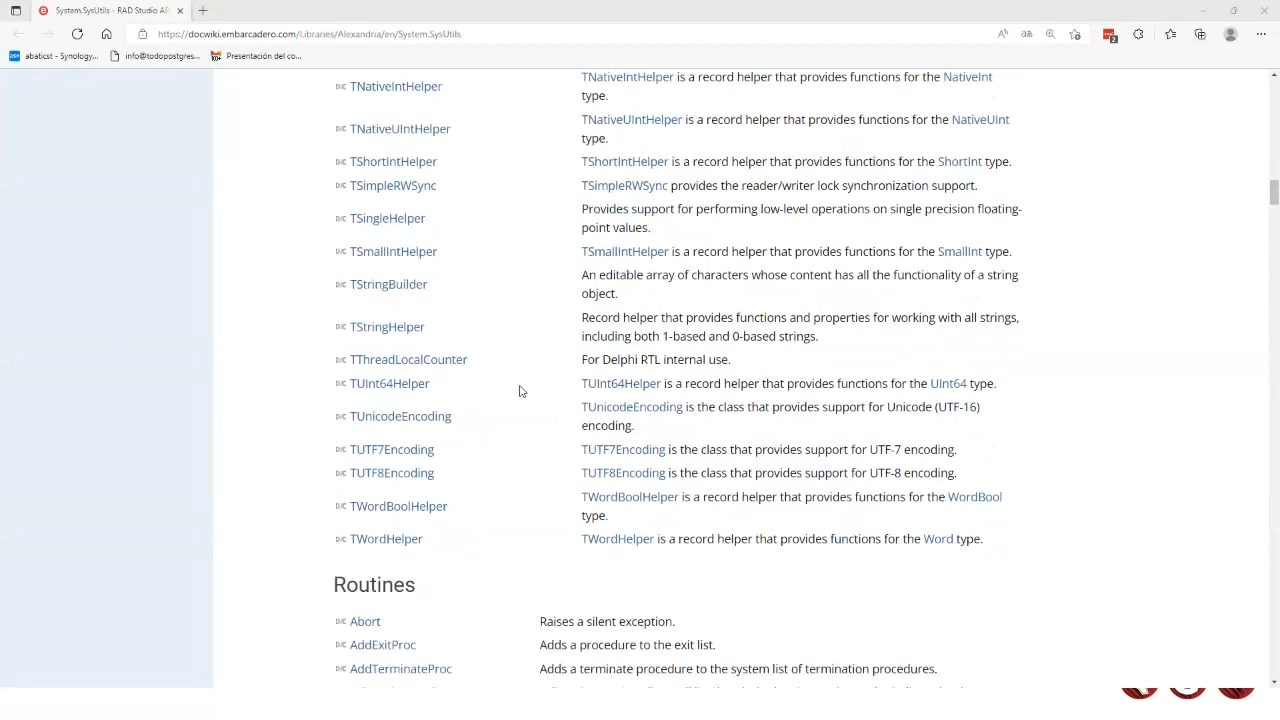 System.SysUtils - RAD Studio AP
https://docwiki.embarcadero.com/Libraries/Alexandria/en/System.SysUtils
2
abaticst - Synology...
info@todopostgres...
Presentación del co...
D|C TNativeIntHelper TNativeIntHelper is a record helper that provides functions for the NativeInt
type.
D|C TNativeUIntHelper TNativeUIntHelper is a record helper that provides functions for the NativeUInt
type.
D|C TShortIntHelper TShortIntHelper is a record helper that provides functions for the ShortInt type.
D|C TSimpleRWSync TSimpleRWSync provides the reader/writer lock synchronization support.
D|C TSingleHelper Provides support for performing low-level operations on single precision floating-
point values.
D|C TSmallIntHelper TSmallIntHelper is a record helper that provides functions for the SmallInt type.
D|C TStringBuilder An editable array of characters whose content has all the functionality of a string
object.
D|C TStringHelper Record helper that provides functions and properties for working with all strings,
including both 1-based and 0-based strings.
D|C TThreadLocalCounter For Delphi RTL internal use.
D|C TUInt64Helper TUInt64Helper is a record helper that provides functions for the UInt64 type.
D|C TUnicodeEncoding TUnicodeEncoding is the class that provides support for Unicode (UTF-16)
encoding.
D|C TUTF7Encoding TUTF7Encoding is the class that provides support for UTF-7 encoding.
D|C TUTF8Encoding TUTF8Encoding is the class that provides support for UTF-8 encoding.
D|C TWordBoolHelper TWordBoolHelper is a record helper that provides functions for the WordBool
type.
D|C TWordHelper TWordHelper is a record helper that provides functions for the Word type.
Routines
D|C Abort Raises a silent exception.
D|C AddExitProc Adds a procedure to the exit list.
D|C AddTerminateProc Adds a terminate procedure to the system list of termination procedures.